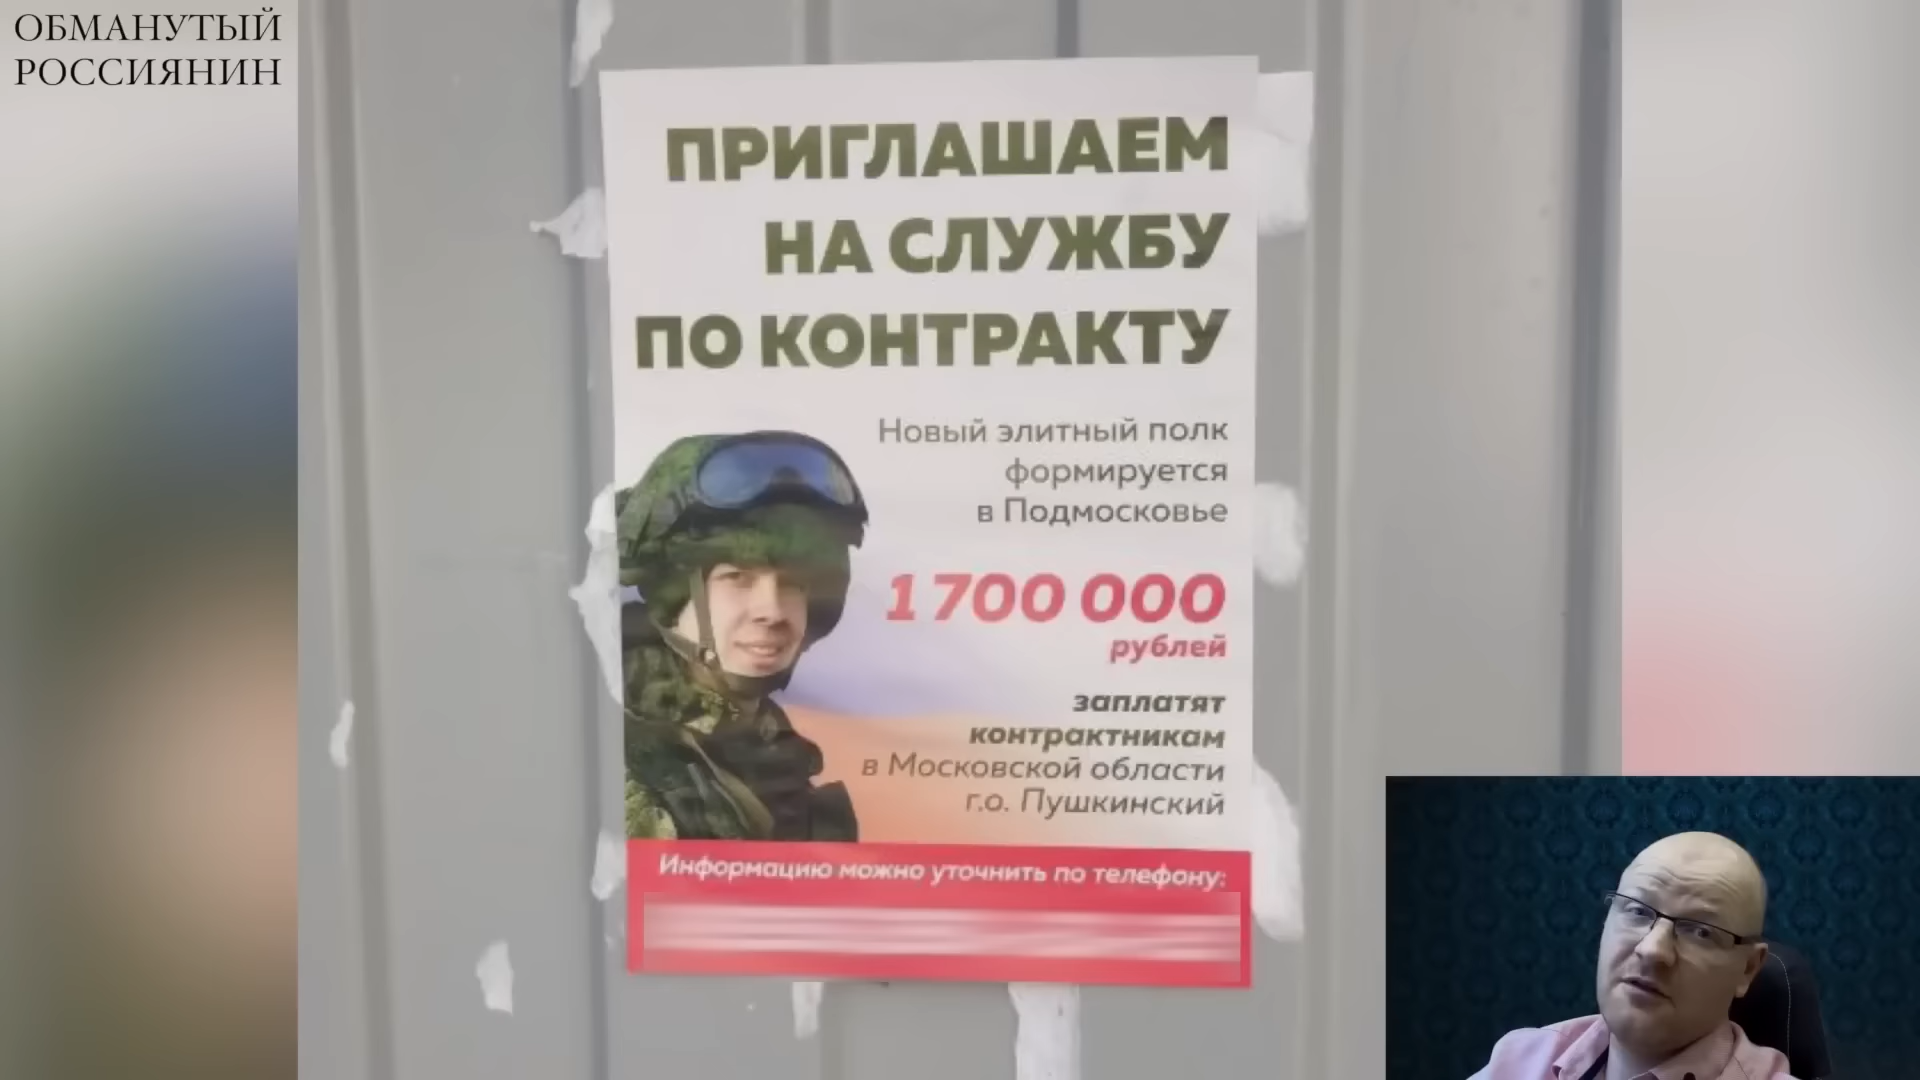 ОБМАНУТЫЙ
РОССИЯНИН
ПРИГЛАШАЕМ
НА СЛУЖБУ
ПО КОНТРАКТУ
Новый элитный полк
формируется
в Подмосковье
1 700 000
рублей
заплатят
контрактникам
в Московской области
г.о. Пушкинский
Информацию можно уточнить по телефону: